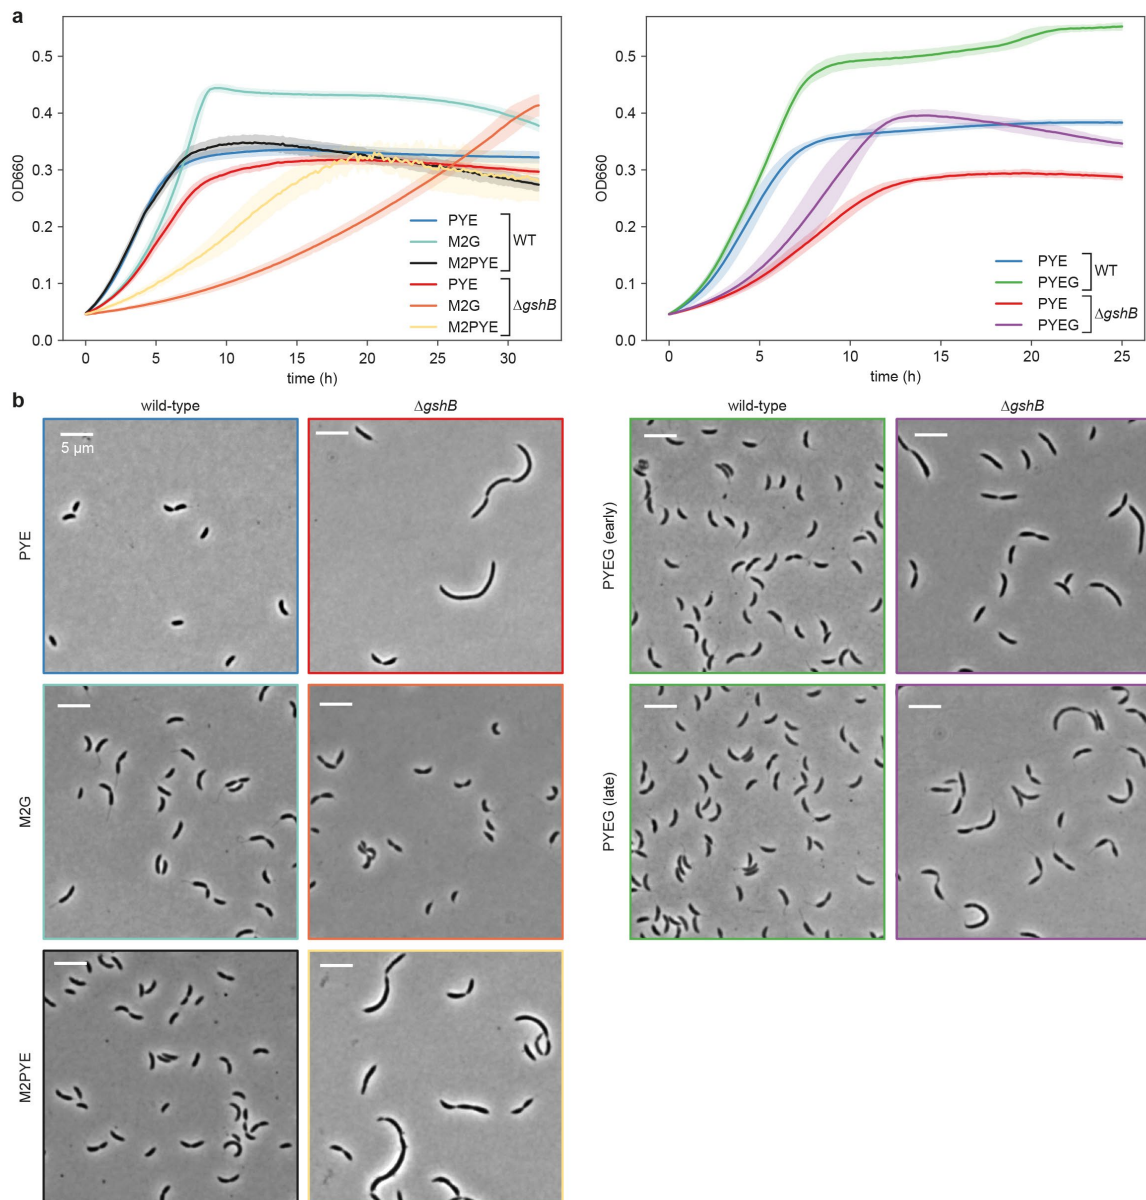 a
OD660
0.5
0.4
0.3
0.2
0.1
0.0
0 5 10 15 20 25 30
time (h)
PYE
M2G
M2PYE
WT
PYE
M2G
M2PYE
ΔgshB
OD660
0.5
0.4
0.3
0.2
0.1
0.0
0 5 10 15 20 25
time (h)
PYE
PYEG
WT
PYE
PYEG
ΔgshB
b
wild-type ΔgshB wild-type ΔgshB
5 µm
PYE
PYEG (early)
M2G
PYEG (late)
M2PYE